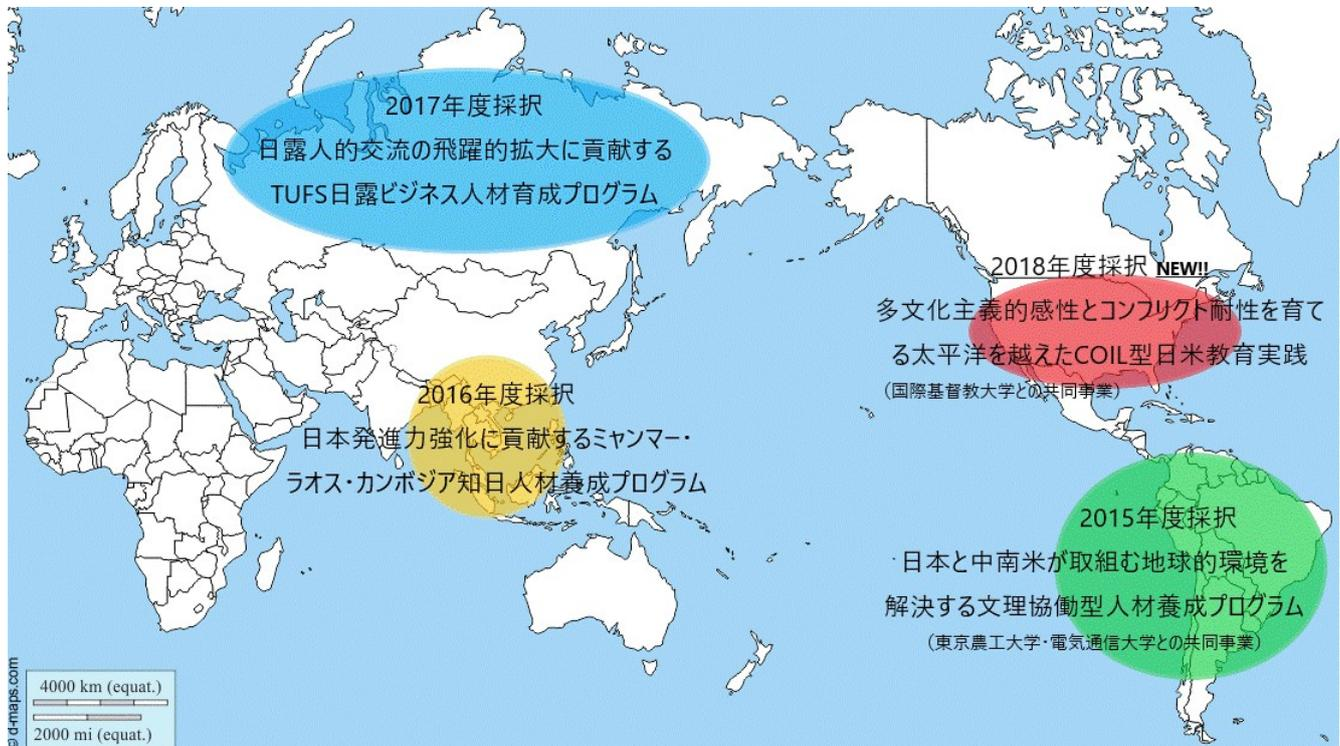 2017年度採択
日露人的交流の飛躍的拡大に貢献する
TUFS日露ビジネス人材育成プログラム
2018年度採択 NEW!!
多文化主義的感性とコンフリクト耐性を育て
る太平洋を越えたCOIL型日米教育実践
（国際基督教大学との共同事業）
2016年度採択
日本発進力強化に貢献するミャンマー・
ラオス・カンボジア知日人材養成プログラム
2015年度採択
日本と中南米が取組む地球的環境を
解決する文理協働型人材養成プログラム
（東京農工大学・電気通信大学との共同事業）
4000 km (equat.)
2000 mi (equat.)
© d-maps.com